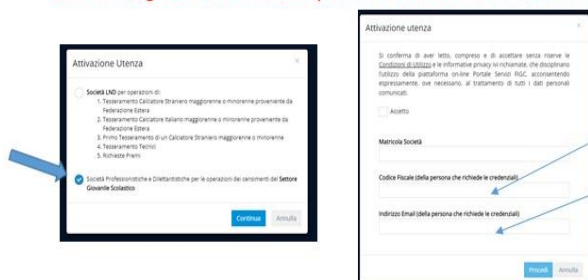 Attivazione Utenza
×
Società LND per operazioni di:
1. Tesseramento Calciatore Straniero maggiorenne o minorenne proveniente da
Federazione Estera
2. Tesseramento Calciatore Italiano maggiorenne o minorenne proveniente da
Federazione Estera
3. Primo Tesseramento di un Calciatore Straniero maggiorenne o minorenne
4. Tesseramento Tecnici
5. Richieste Premi
Società Professionistiche e Dilettantistiche per le operazioni dei censimenti del Settore
Giovanile Scolastico
Continua Annulla
Attivazione utenza
×
Si conferma di aver letto, compreso e di accettare senza riserve le
Condizioni di Utilizzo e le informative privacy ivi richiamate, che disciplinano
l'utilizzo della piattaforma on-line Portale Servizi FIGC, acconsentendo
espressamente, ove necessario, al trattamento di tutti i dati personali
comunicati.
Accetto
Matricola Società
Codice Fiscale (della persona che richiede le credenziali)
Indirizzo Email (della persona che richiede le credenziali)
Procedi Annulla